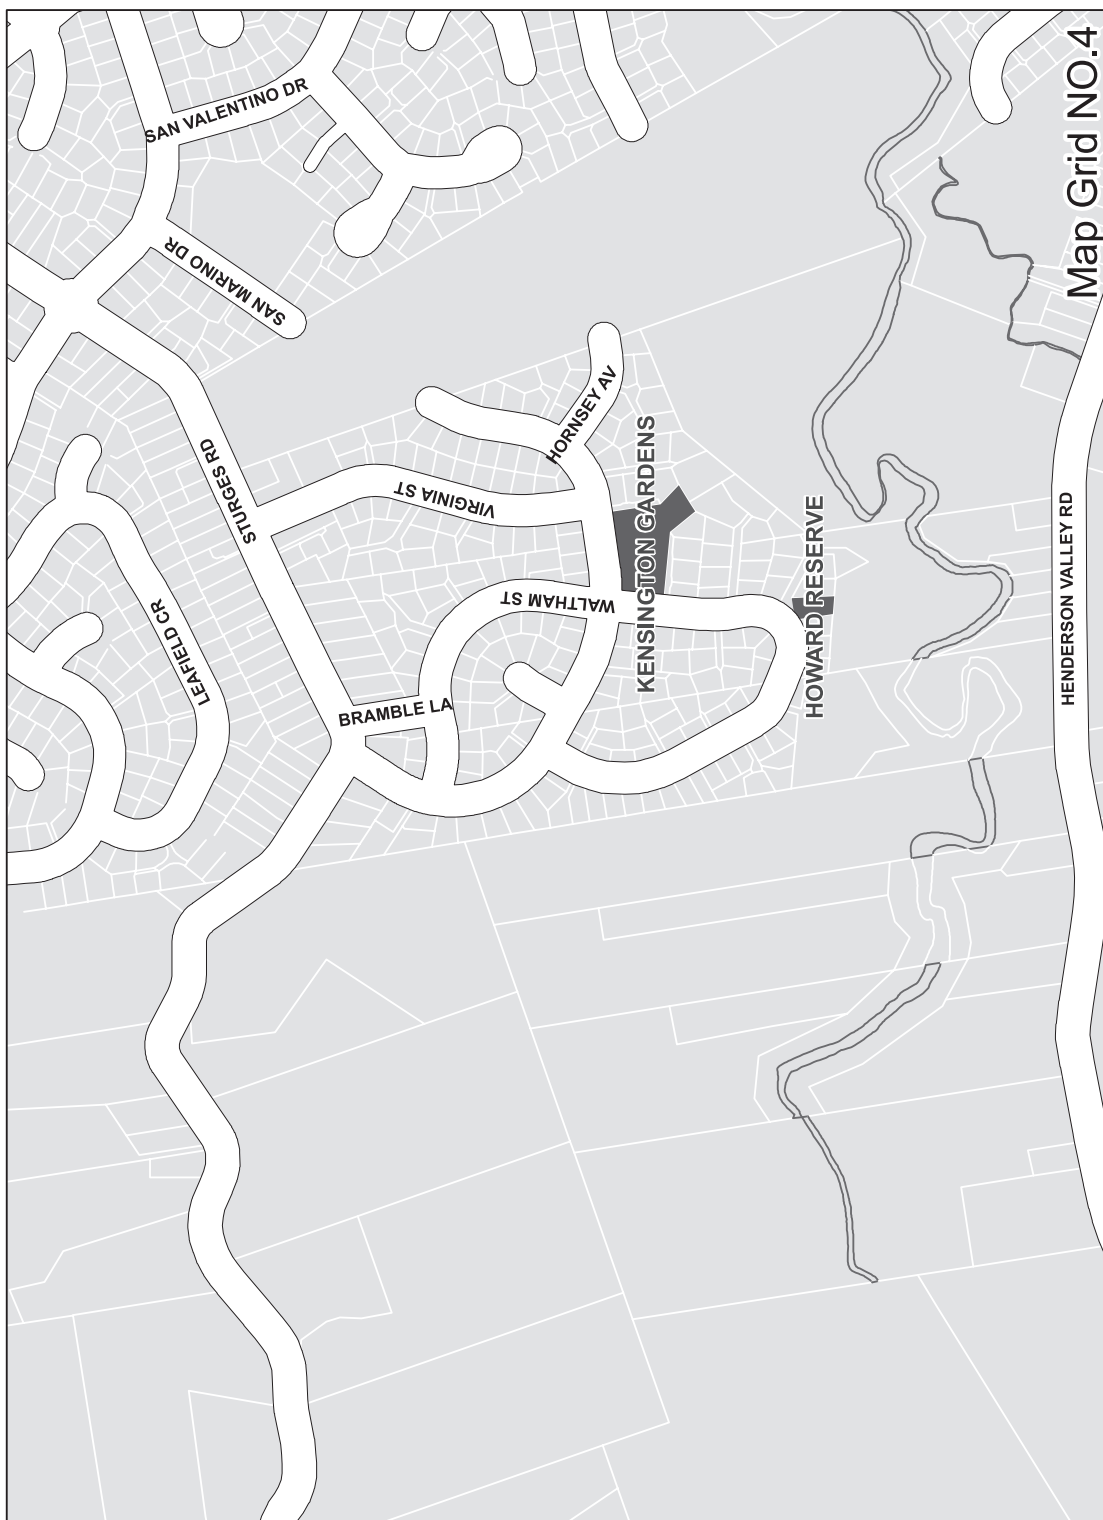 Map Grid NO.4
SAN VALENTINO DR
SAN MARINO DR
STURGES RD
HORNSEY AV
VIRGINIA ST
KENSINGTON GARDENS
HOWARD RESERVE
HENDERSON VALLEY RD
WALTHAM ST
LEAFIELD CR
BRAMBLE LA